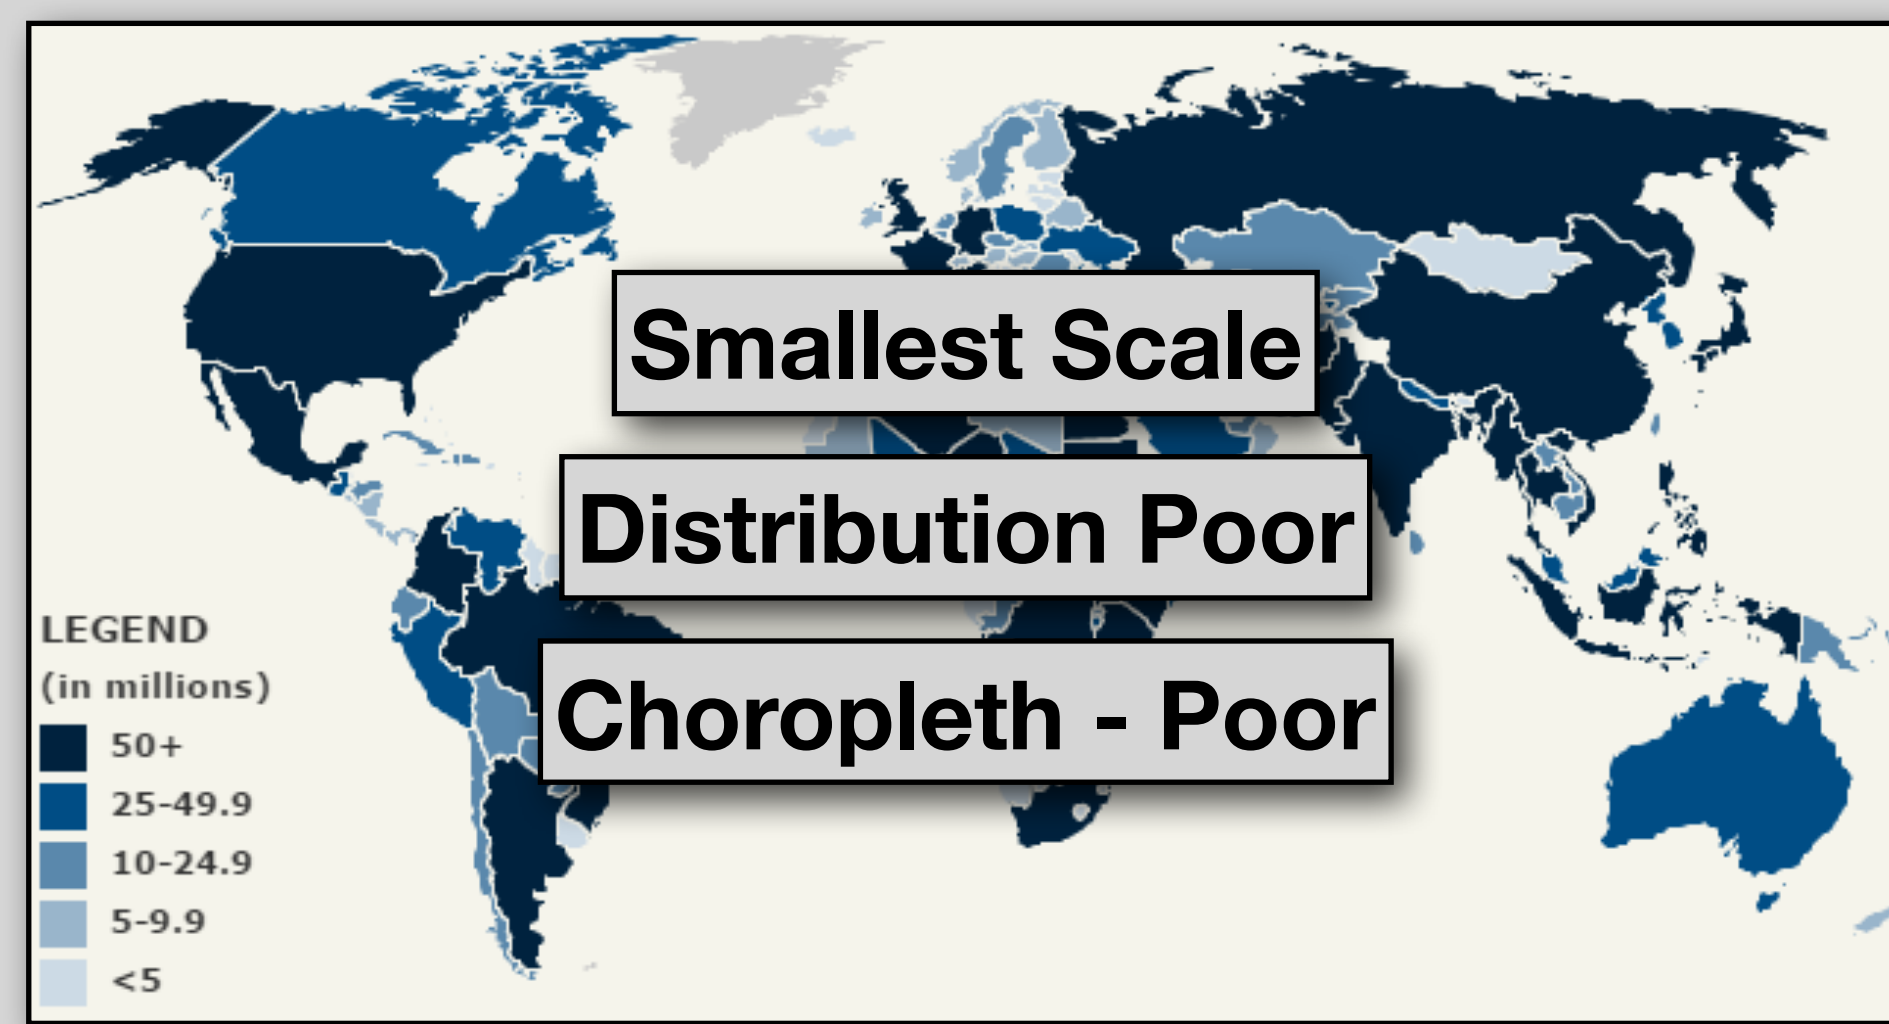 Smallest Scale
Distribution Poor
Choropleth - Poor
LEGEND
(in millions)
50+
25-49.9
10-24.9
5-9.9
<5